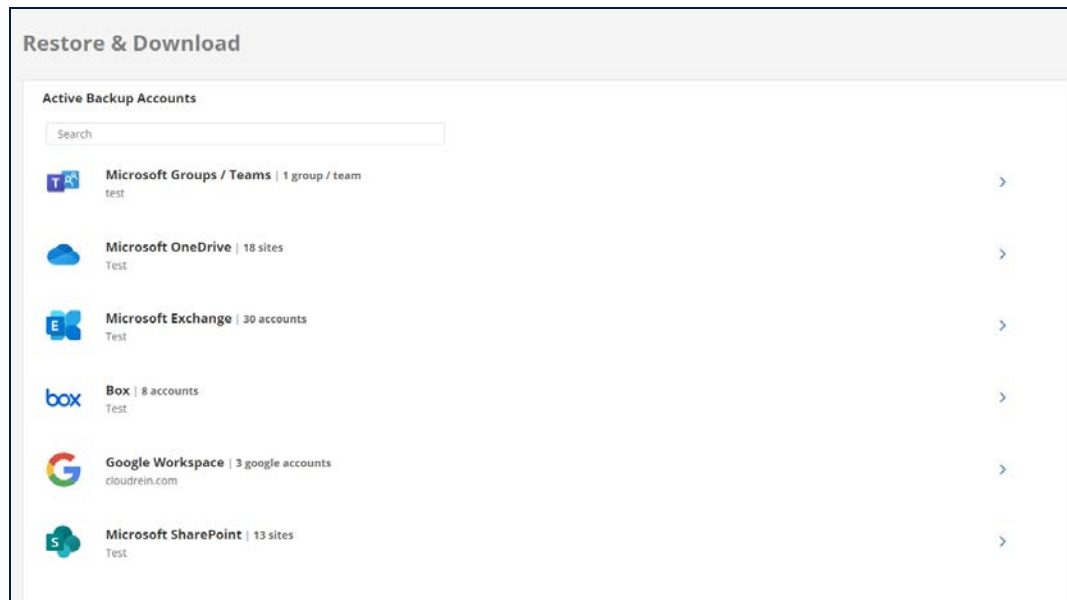 Restore & Download
Active Backup Accounts
Search
T
Microsoft Groups / Teams | 1 group / team
test
Microsoft OneDrive | 18 sites
Test
E
Microsoft Exchange | 30 accounts
Test
box
Box | 8 accounts
Test
G
Google Workspace | 3 google accounts
cloudrein.com
S
Microsoft SharePoint | 13 sites
Test